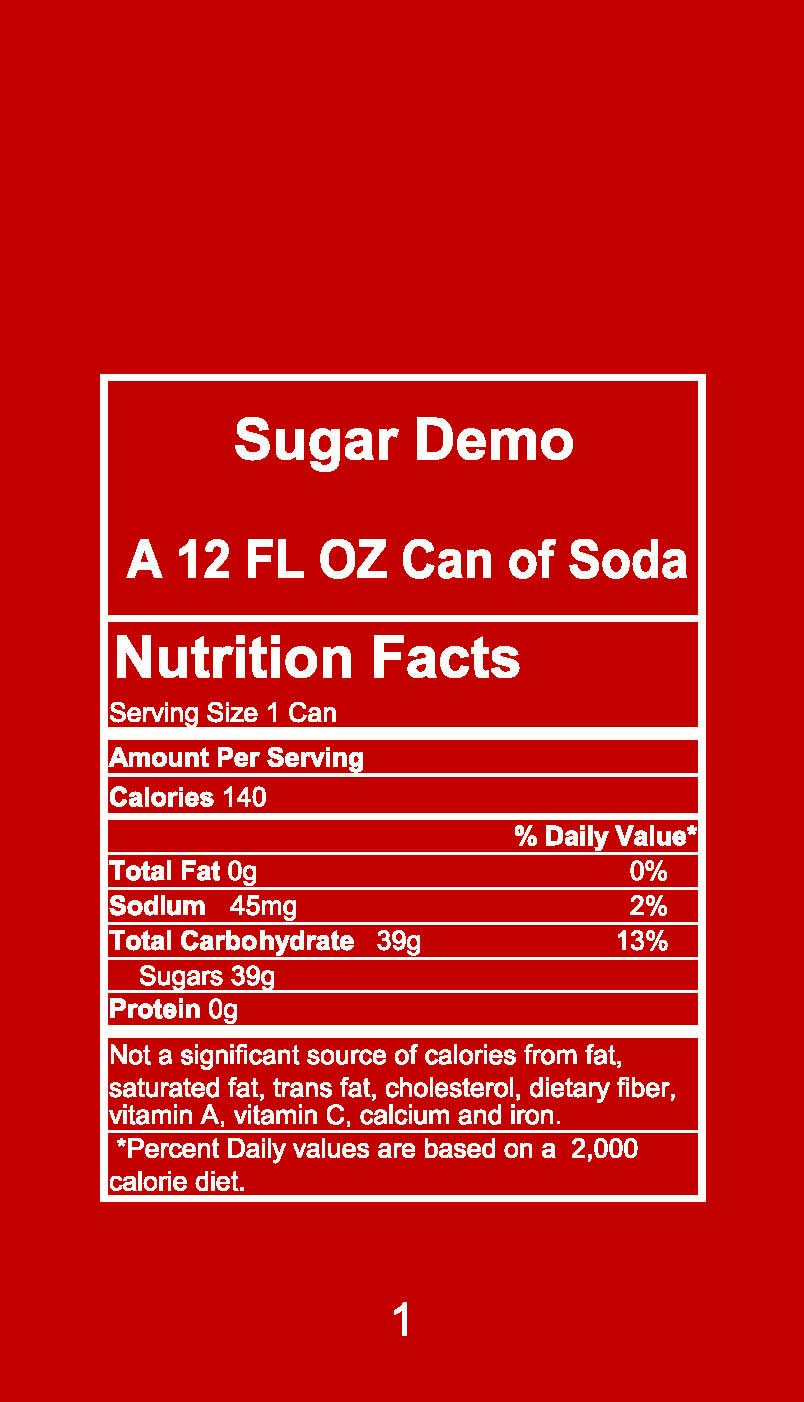 Sugar Demo
A 12 FL OZ Can of Soda
Nutrition Facts
Serving Size 1 Can
Amount Per Serving
Calories 140
% Daily Value*
Total Fat 0g 0%
Sodium 45mg 2%
Total Carbohydrate 39g 13%
Sugars 39g
Protein 0g
Not a significant source of calories from fat,
saturated fat, trans fat, cholesterol, dietary fiber,
vitamin A, vitamin C, calcium and iron.
*Percent Daily values are based on a 2,000
calorie diet.
1